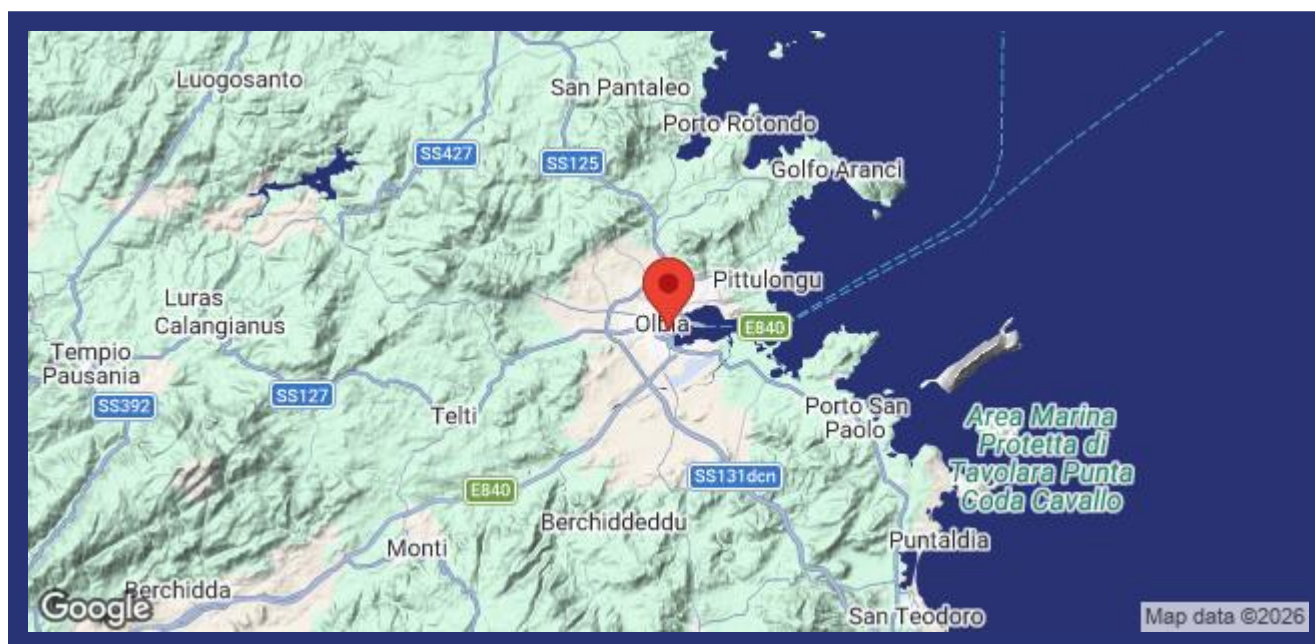 Luogosanto
San Pantaleo
Porto Rotondo
SS427
SS125
Golfo Aranci
Pittulongu
Luras
Calangianus
Olbia
E840
Tempio
Pausania
SS127
SS392
Telti
Porto San
Paolo
Area Marina
Protetta di
Tavolara Punta
Coda Cavallo
SS131dcn
E840
Berchiddeddu
Monti
Puntaldia
Berchidda
Google
San Teodoro
Map data ©2026